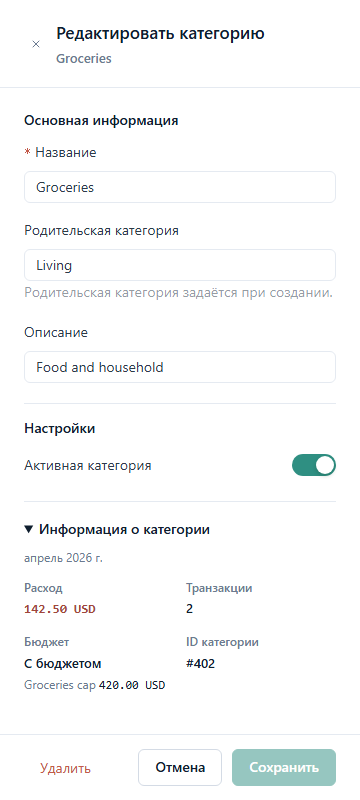 Редактировать категорию
Groceries
Основная информация
* Название
Groceries
Родительская категория
Living
Родительская категория задаётся при создании.
Описание
Food and household
Настройки
Активная категория
Информация о категории
апрель 2026 г.
Расход Транзакции
142.50 USD 2
Бюджет ID категории
С бюджетом #402
Groceries cap 420.00 USD
Удалить Отмена Сохранить